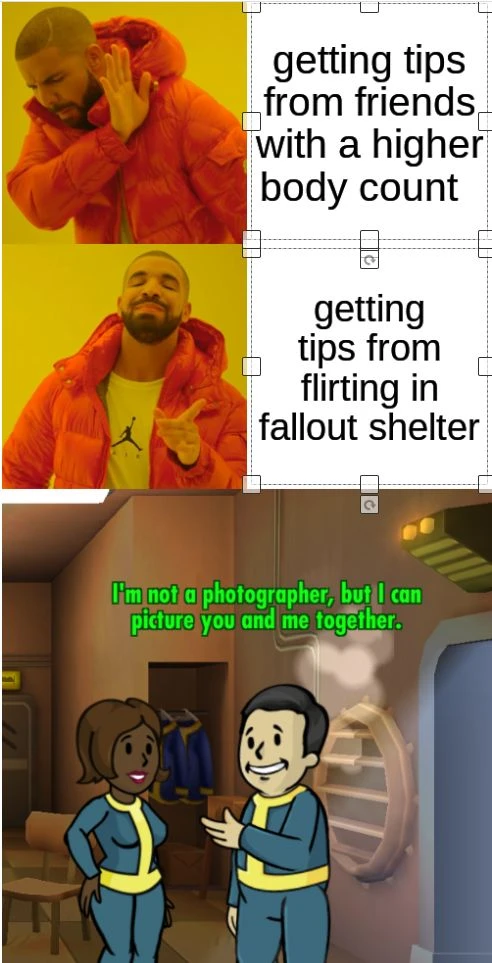 getting tips
from friends
with a higher
body count
getting
tips from
flirting in
fallout shelter
I'm not a photographer, but I can
picture you and me together.